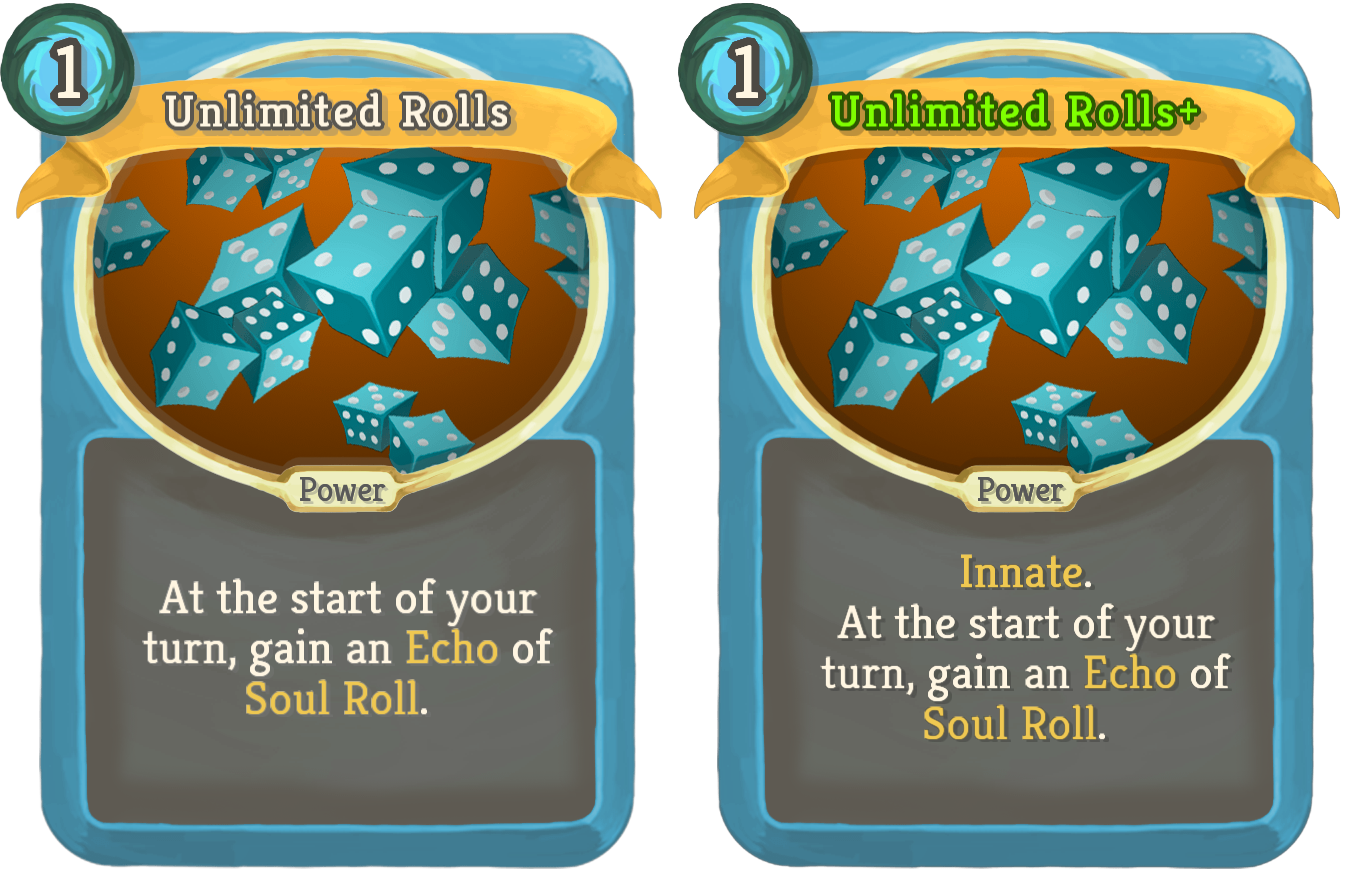 1
Unlimited Rolls
Power
At the start of your
turn, gain an Echo of
Soul Roll.
1
Unlimited Rolls+
Power
Innate.
At the start of your
turn, gain an Echo of
Soul Roll.